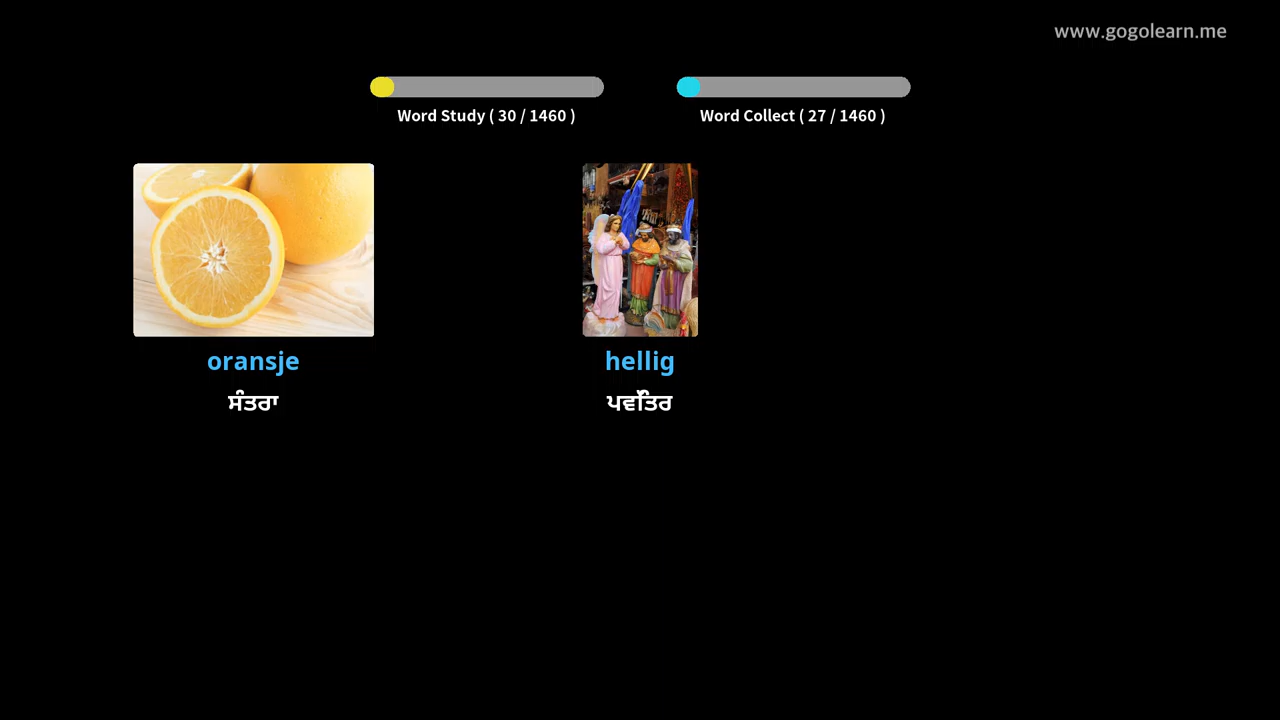 www.gogolearn.me
Word Study ( 30 / 1460 )
Word Collect ( 27 / 1460 )
oransje
hellig
ਸੰਤਰਾ
ਪਵਿੱਤਰ